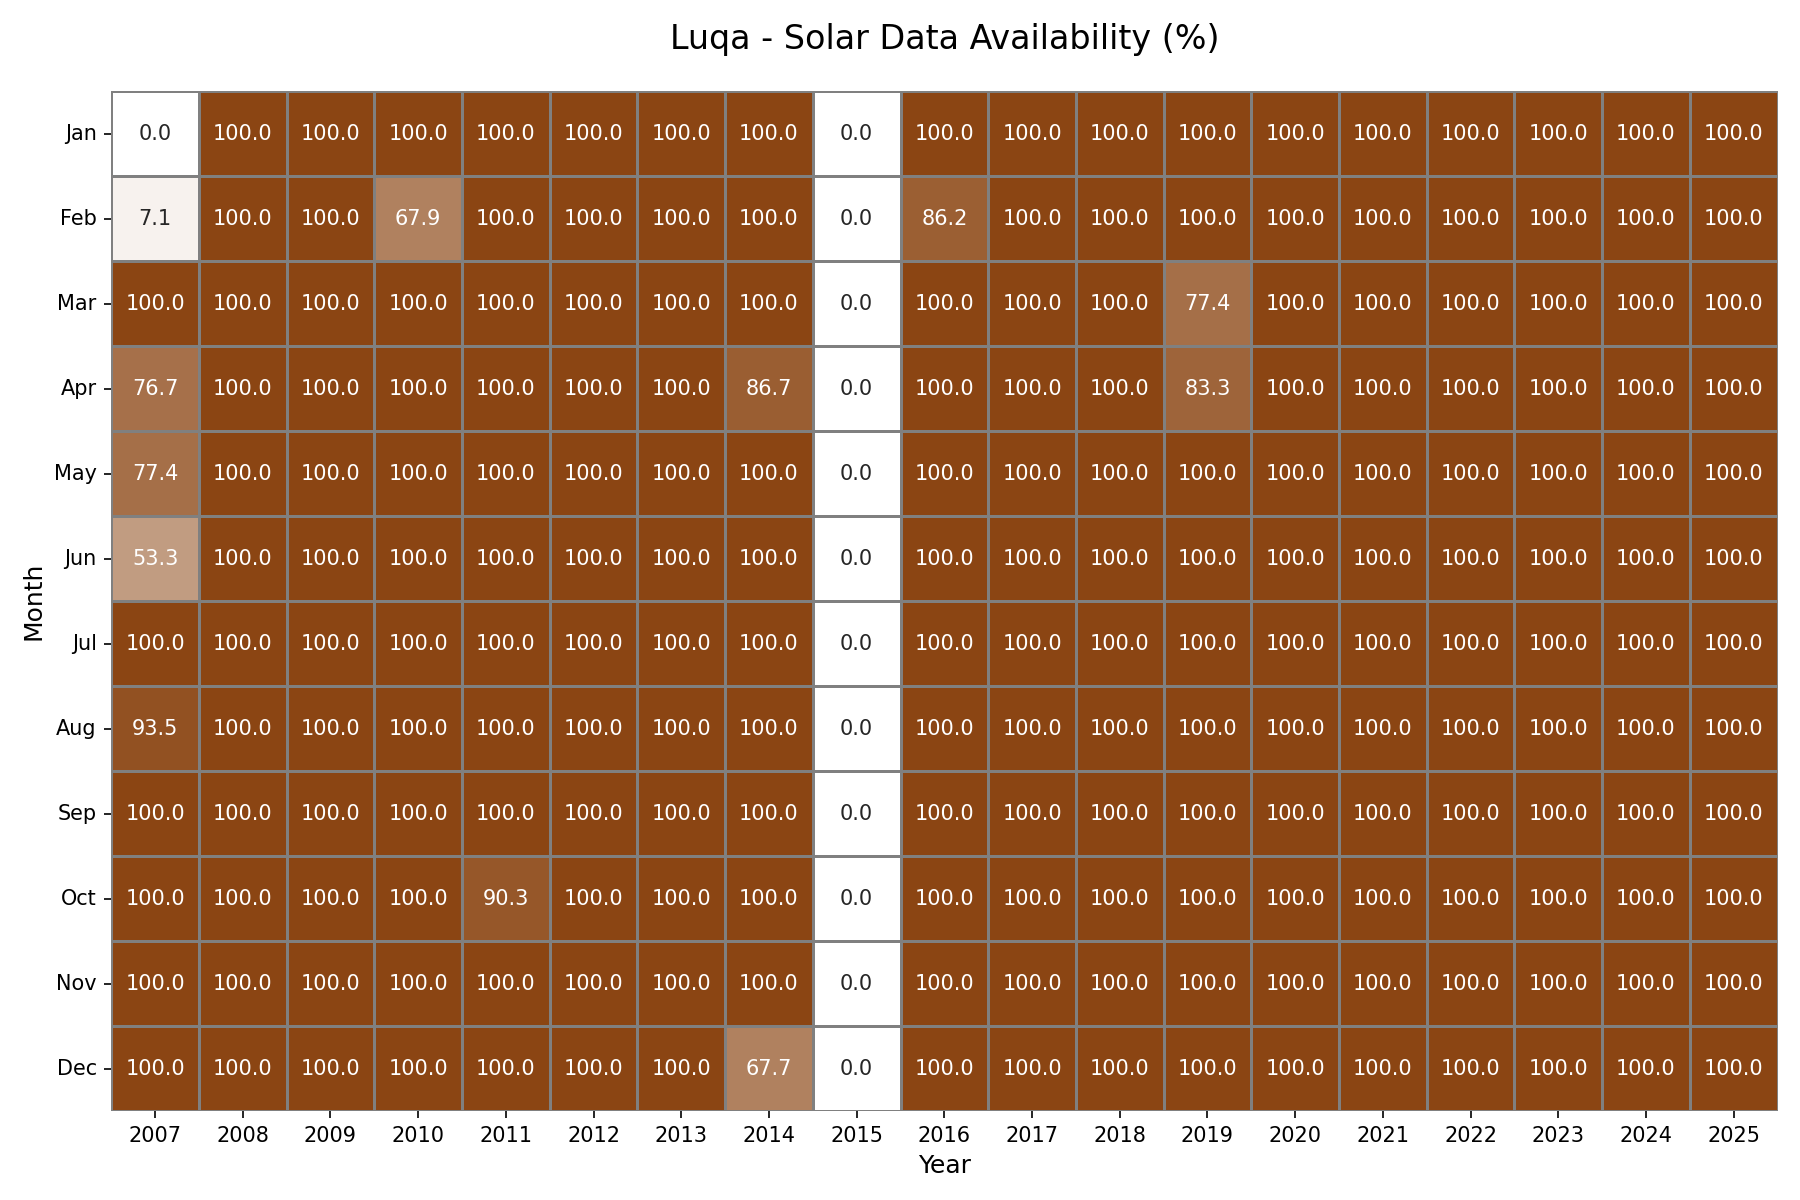 Luqa - Solar Data Availability (%)
Jan 0.0 100.0 100.0 100.0 100.0 100.0 100.0 100.0 0.0 100.0 100.0 100.0 100.0 100.0 100.0 100.0 100.0 100.0 100.0
Feb 7.1 100.0 100.0 67.9 100.0 100.0 100.0 100.0 0.0 86.2 100.0 100.0 100.0 100.0 100.0 100.0 100.0 100.0 100.0
Mar 100.0 100.0 100.0 100.0 100.0 100.0 100.0 100.0 0.0 100.0 100.0 100.0 77.4 100.0 100.0 100.0 100.0 100.0 100.0
Apr 76.7 100.0 100.0 100.0 100.0 100.0 100.0 86.7 0.0 100.0 100.0 100.0 83.3 100.0 100.0 100.0 100.0 100.0 100.0
May 77.4 100.0 100.0 100.0 100.0 100.0 100.0 100.0 0.0 100.0 100.0 100.0 100.0 100.0 100.0 100.0 100.0 100.0 100.0
Jun 53.3 100.0 100.0 100.0 100.0 100.0 100.0 100.0 0.0 100.0 100.0 100.0 100.0 100.0 100.0 100.0 100.0 100.0 100.0
Month
Jul 100.0 100.0 100.0 100.0 100.0 100.0 100.0 100.0 0.0 100.0 100.0 100.0 100.0 100.0 100.0 100.0 100.0 100.0 100.0
Aug 93.5 100.0 100.0 100.0 100.0 100.0 100.0 100.0 0.0 100.0 100.0 100.0 100.0 100.0 100.0 100.0 100.0 100.0 100.0
Sep 100.0 100.0 100.0 100.0 100.0 100.0 100.0 100.0 0.0 100.0 100.0 100.0 100.0 100.0 100.0 100.0 100.0 100.0 100.0
Oct 100.0 100.0 100.0 100.0 90.3 100.0 100.0 100.0 0.0 100.0 100.0 100.0 100.0 100.0 100.0 100.0 100.0 100.0 100.0
Nov 100.0 100.0 100.0 100.0 100.0 100.0 100.0 100.0 0.0 100.0 100.0 100.0 100.0 100.0 100.0 100.0 100.0 100.0 100.0
Dec 100.0 100.0 100.0 100.0 100.0 100.0 100.0 67.7 0.0 100.0 100.0 100.0 100.0 100.0 100.0 100.0 100.0 100.0 100.0
2007 2008 2009 2010 2011 2012 2013 2014 2015 2016 2017 2018 2019 2020 2021 2022 2023 2024 2025
Year